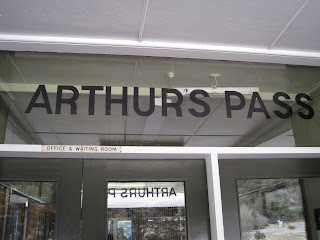 ARTHURS PASS
OFFICE & WAITING ROOM
ARTHURS P